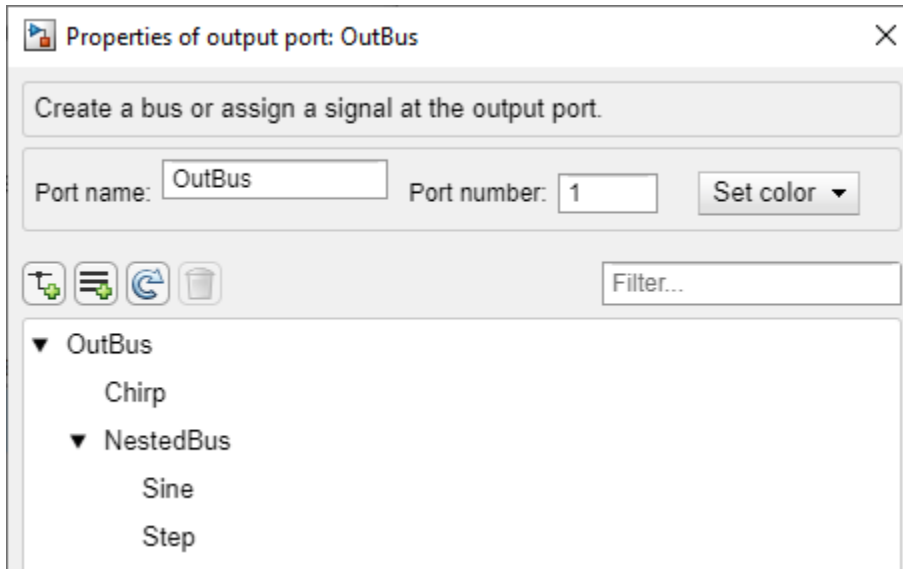 Properties of output port: OutBus
Create a bus or assign a signal at the output port.
Port name: OutBus Port number: 1 Set color
Filter...
OutBus
Chirp
NestedBus
Sine
Step